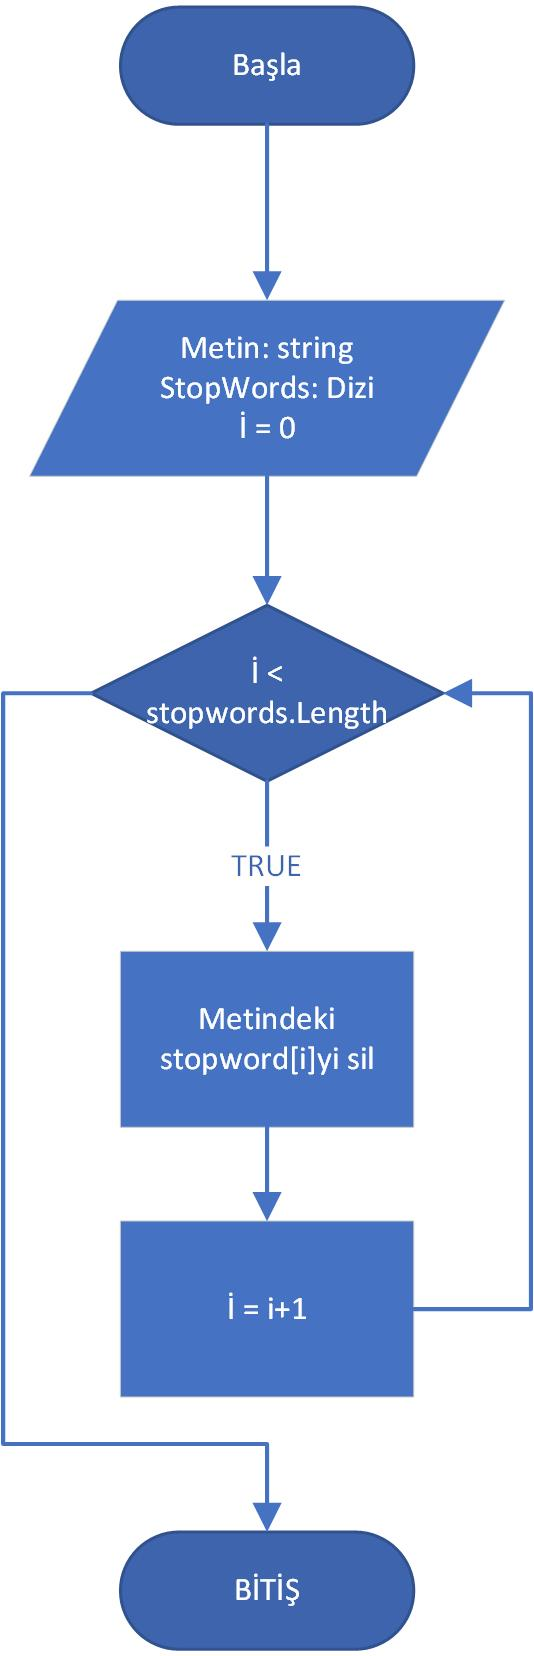 Başla
Metin: string
StopWords: Dizi
İ = 0
İ <
stopwords.Length
TRUE
Metindeki
stopword[i]yi sil
İ = i+1
BİTİŞ